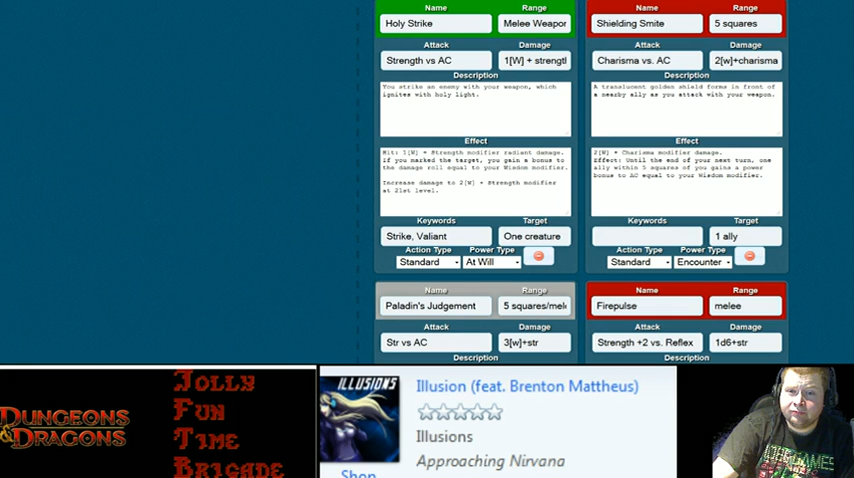 Name Range
Holy Strike Melee Weapor
Attack Damage
Strength vs AC 1[W] + strengtl
Description
You strike an enemy with your weapon, which
ignites with holy light.
Effect
Hit: 1[W] + Strength modifier radiant damage.
If you marked the target, you gain a bonus to
the damage roll equal to your Wisdom modifier.
Increase damage to 2[W] + Strength modifier
at 21st level.
Keywords Target
Strike, Valiant One creature
Action Type Power Type
Standard At Will
Name Range
Shielding Smite 5 squares
Attack Damage
Charisma vs. AC 2[w]+charisma
Description
A translucent golden shield forms in front of
a nearby ally as you attack with your weapon.
Effect
2[W] + Charisma modifier damage.
Effect: Until the end of your next turn, one
ally within 5 squares of you gains a power
bonus to AC equal to your Wisdom modifier.
Keywords Target
1 ally
Action Type Power Type
Standard Encounter
Name Range
Paladin's Judgement 5 squares/mele
Attack Damage
Str vs AC 3[w]+str
Description
Name Range
Firepulse melee
Attack Damage
Strength +2 vs. Reflex 1d6+str
Description
DUNGEONS
& DRAGONS
JOLLY
FUN
TIME
BRIGADE
ILLUSIONS
Shop
Illusion (feat. Brenton Mattheus)
Illusions
Approaching Nirvana